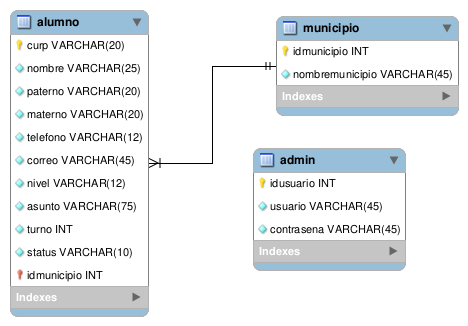 alumno
curp VARCHAR(20)
nombre VARCHAR(25)
paterno VARCHAR(20)
materno VARCHAR(20)
telefono VARCHAR(12)
correo VARCHAR(45)
nivel VARCHAR(12)
asunto VARCHAR(75)
turno INT
status VARCHAR(10)
idmunicipio INT
Indexes
municipio
idmunicipio INT
nombremunicipio VARCHAR(45)
Indexes
admin
idusuario INT
usuario VARCHAR(45)
contrasena VARCHAR(45)
Indexes